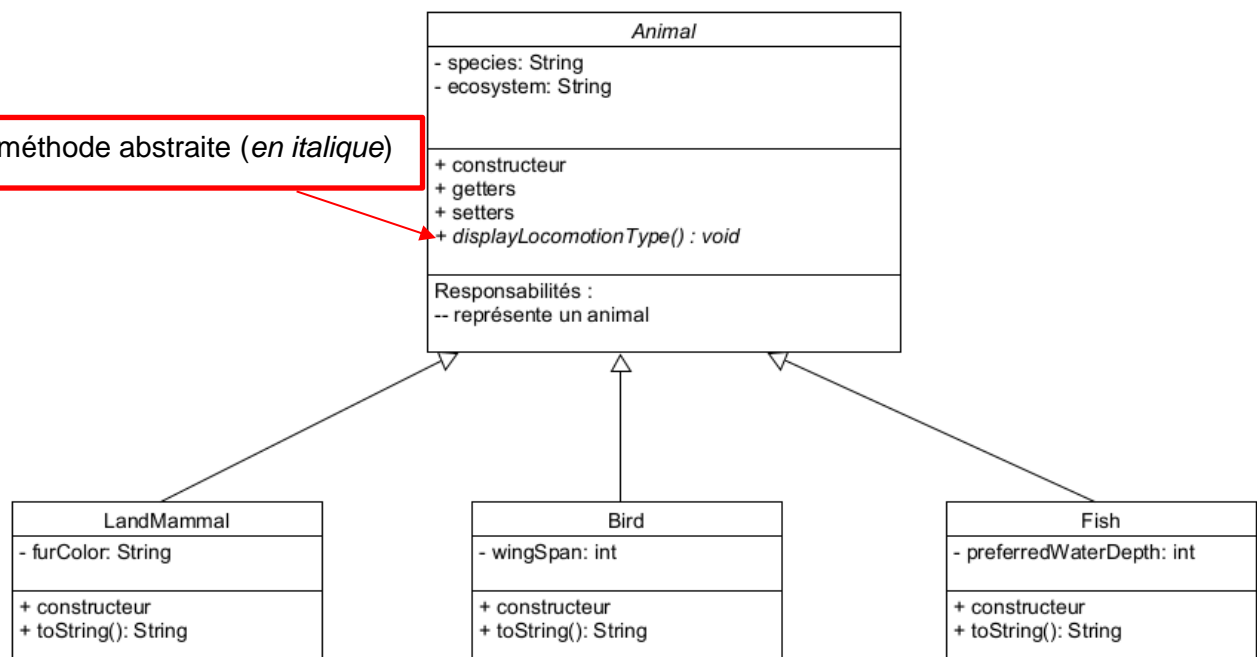 Animal
- species: String
- ecosystem: String
méthode abstraite (en italique)
+ constructeur
+ getters
+ setters
+ displayLocomotionType() : void
Responsabilités :
-- représente un animal
LandMammal
- furColor: String
+ constructeur
+ toString(): String
Bird
- wingSpan: int
+ constructeur
+ toString(): String
Fish
- preferredWaterDepth: int
+ constructeur
+ toString(): String